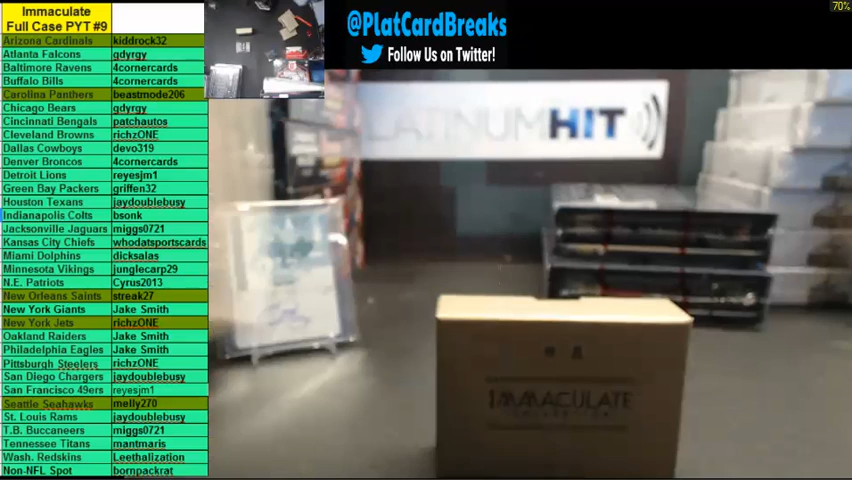 Immaculate
Full Case PYT #9
Arizona Cardinals kiddrock32
Atlanta Falcons gdyrgy
Baltimore Ravens 4cornercards
Buffalo Bills 4cornercards
Carolina Panthers beastmode206
Chicago Bears gdyrgy
Cincinnati Bengals patchautos
Cleveland Browns richzONE
Dallas Cowboys devo319
Denver Broncos 4cornercards
Detroit Lions reyesjm1
Green Bay Packers griffen32
Houston Texans jaydoublebusy
Indianapolis Colts bsonk
Jacksonville Jaguars miggs0721
Kansas City Chiefs whodatsportscards
Miami Dolphins dicksalas
Minnesota Vikings junglecarp29
N.E. Patriots Cyrus2013
New Orleans Saints streak27
New York Giants Jake Smith
New York Jets richzONE
Oakland Raiders Jake Smith
Philadelphia Eagles Jake Smith
Pittsburgh Steelers richzONE
San Diego Chargers jaydoublebusy
San Francisco 49ers reyesjm1
Seattle Seahawks melly270
St. Louis Rams jaydoublebusy
T.B. Buccaneers miggs0721
Tennessee Titans mantmaris
Wash. Redskins Leethalization
Non-NFL Spot bornpackrat
@PlatCardBreaks
Follow Us on Twitter!
70%
PLATINUMHIT
IMMACULATE
COLLECTION